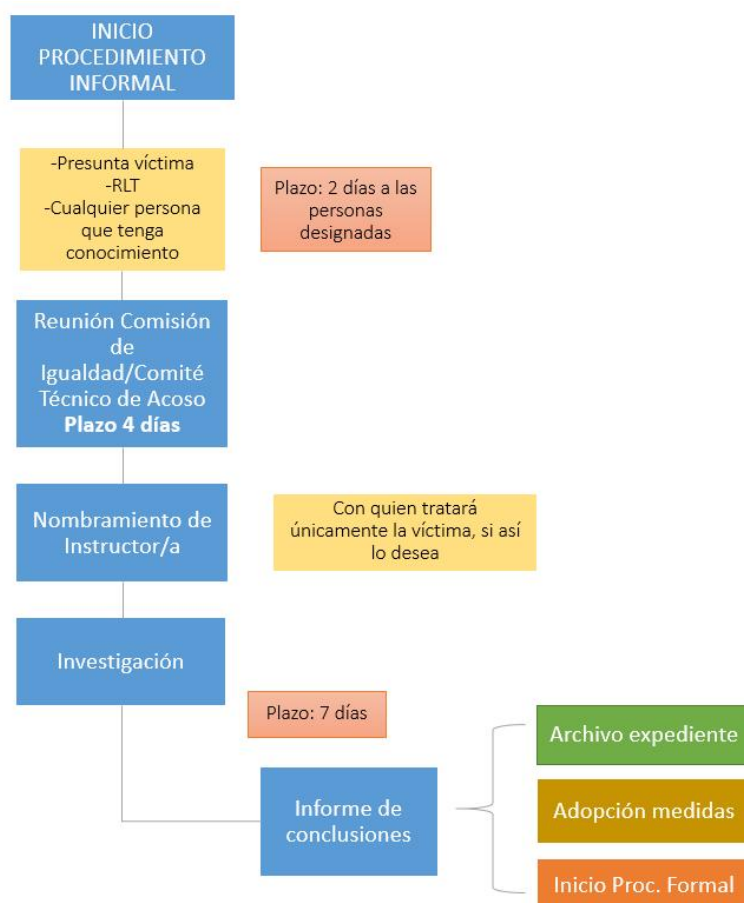 INICIO
PROCEDIMIENTO
INFORMAL
-Presunta víctima
-RLT
-Cualquier persona
que tenga
conocimiento
Plazo: 2 días a las
personas
designadas
Reunión Comisión
de
Igualdad/Comité
Técnico de Acoso
Plazo 4 días
Nombramiento de
Instructor/a
Con quien tratará
únicamente la víctima, si así
lo desea
Investigación
Plazo: 7 días
Informe de
conclusiones
Archivo expediente
Adopción medidas
Inicio Proc. Formal